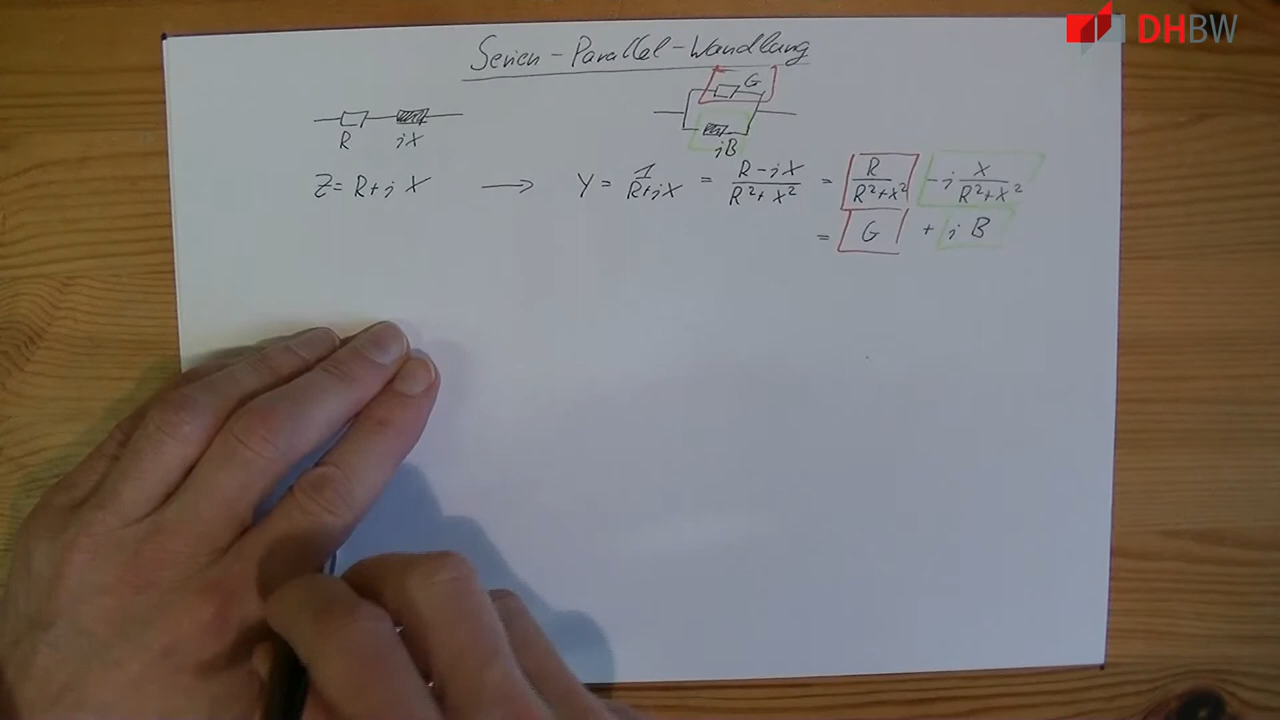 DHBW
Serien-Parallel-Wandlung
G
R jX
jB
Z = R + j X → Y = 1/(R+jX) = (R-jX)/(R²+X²) = R/(R²+X²) - j X/(R²+X²)
= G + j B